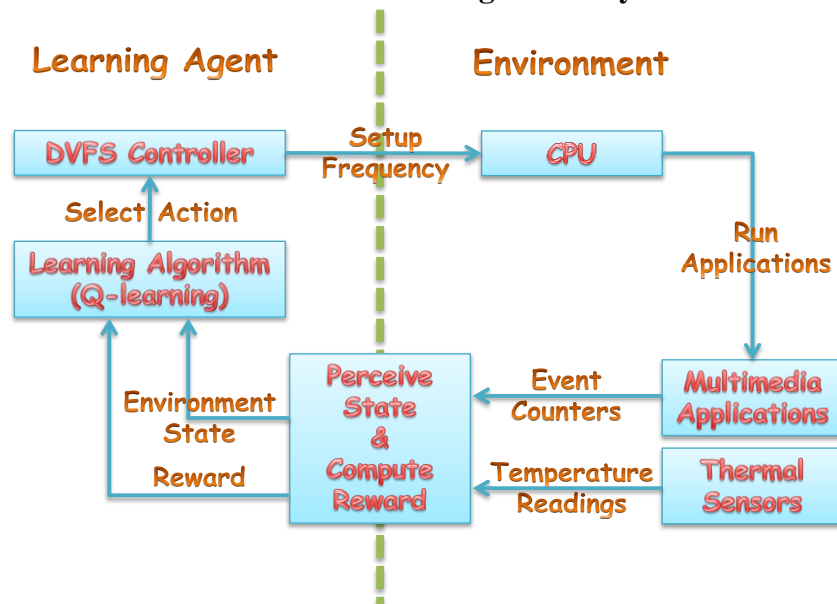 Learning Agent
Environment
DVFS Controller
Setup
Frequency
CPU
Select Action
Run
Applications
Learning Algorithm
(Q-learning)
Perceive
State
&
Compute
Reward
Event
Counters
Multimedia
Applications
Environment
State
Reward
Temperature
Readings
Thermal
Sensors